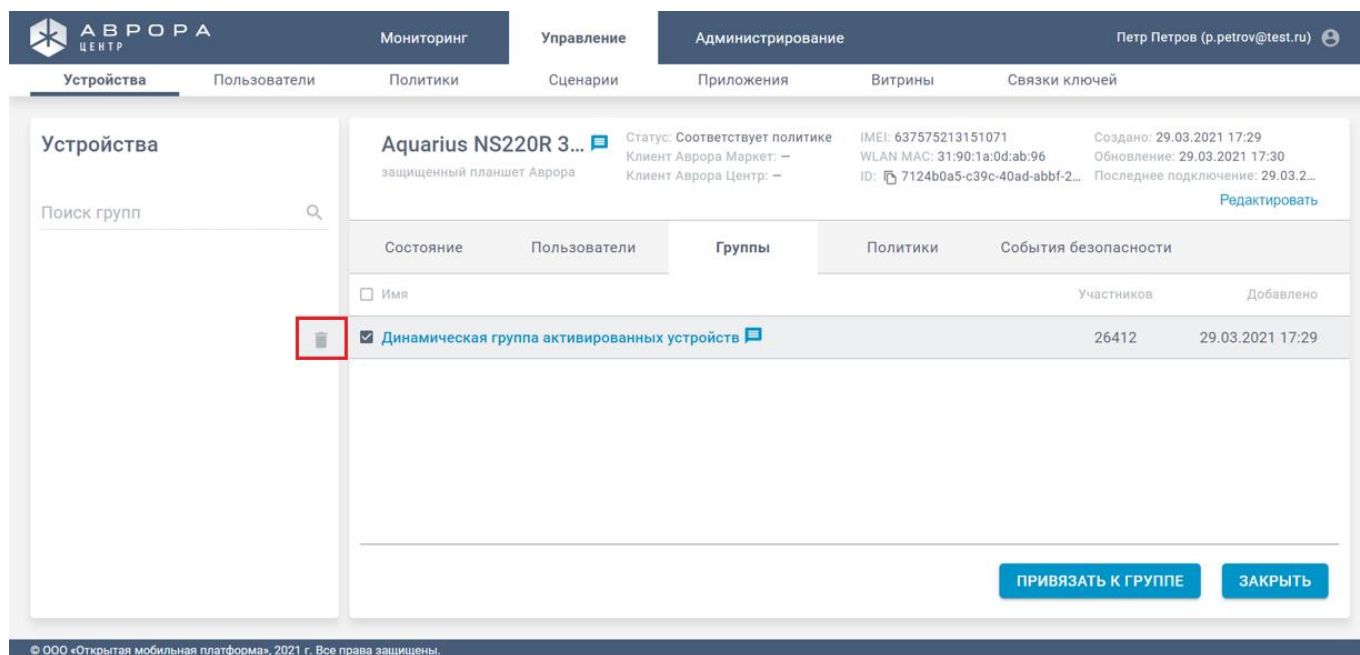 АВРОРА
ЦЕНТР
Мониторинг Управление Администрирование Петр Петров (p.petrov@test.ru)
Устройства Пользователи Политики Сценарии Приложения Витрины Связки ключей
Устройства
Поиск групп
Aquarius NS220R 3...
защищенный планшет Аврора
Статус: Соответствует политике
Клиент Аврора Маркет: —
Клиент Аврора Центр: —
IMEI: 637575213151071
WLAN MAC: 31:90:1a:0d:ab:96
ID: 7124b0a5-c39c-40ad-abbf-2...
Создано: 29.03.2021 17:29
Обновление: 29.03.2021 17:30
Последнее подключение: 29.03.2...
Редактировать
Состояние Пользователи Группы Политики События безопасности
Имя Участников Добавлено
Динамическая группа активированных устройств 26412 29.03.2021 17:29
ПРИВЯЗАТЬ К ГРУППЕ ЗАКРЫТЬ
© ООО «Открытая мобильная платформа», 2021 г. Все права защищены.